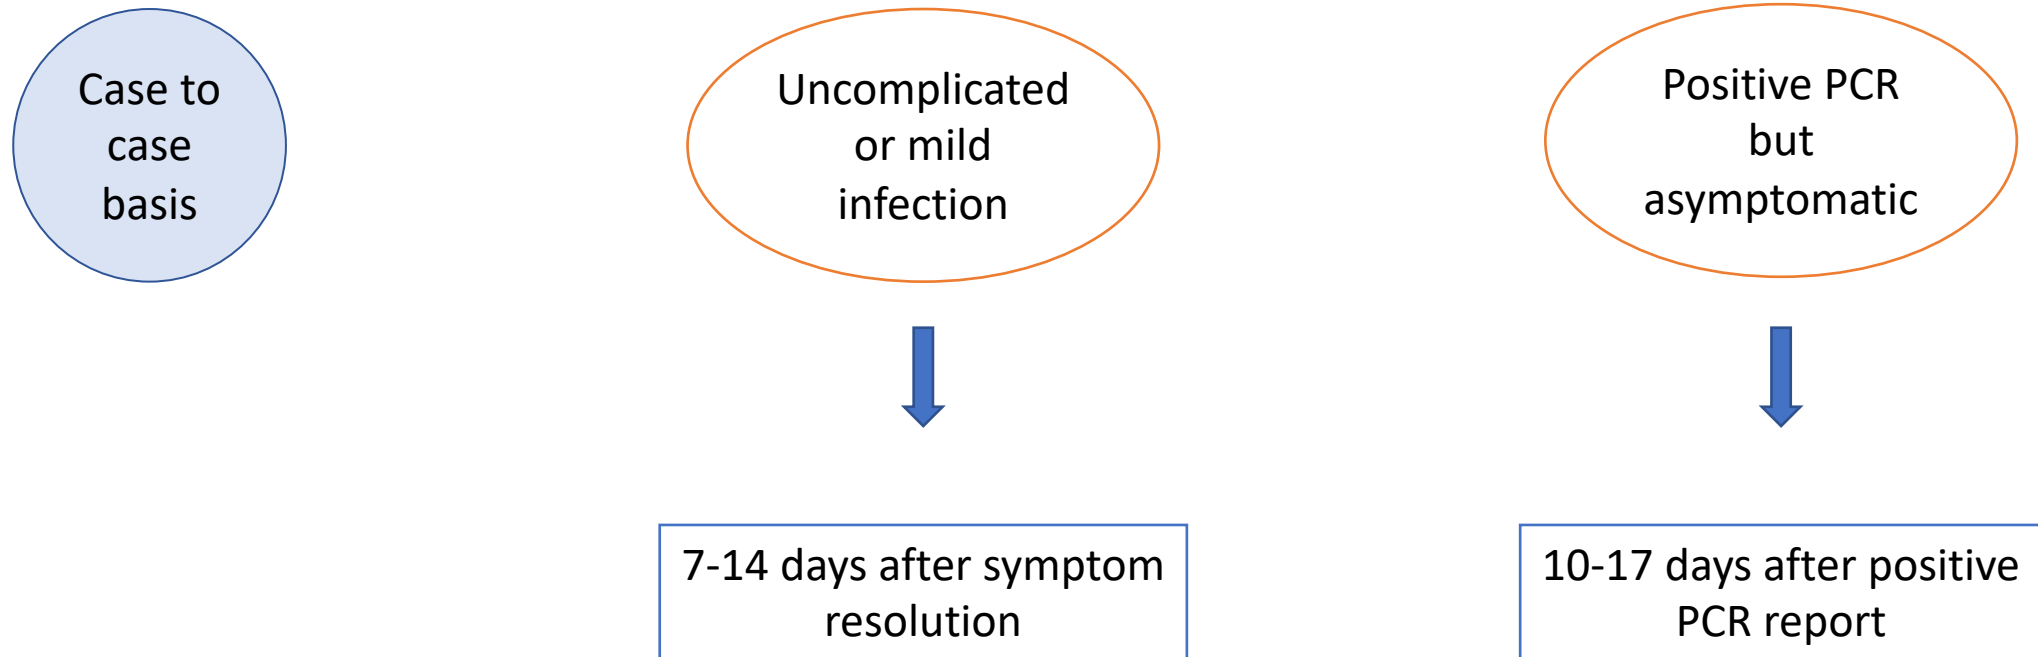 Case to
case
basis
Uncomplicated
or mild
infection
Positive PCR
but
asymptomatic
7-14 days after symptom
resolution
10-17 days after positive
PCR report